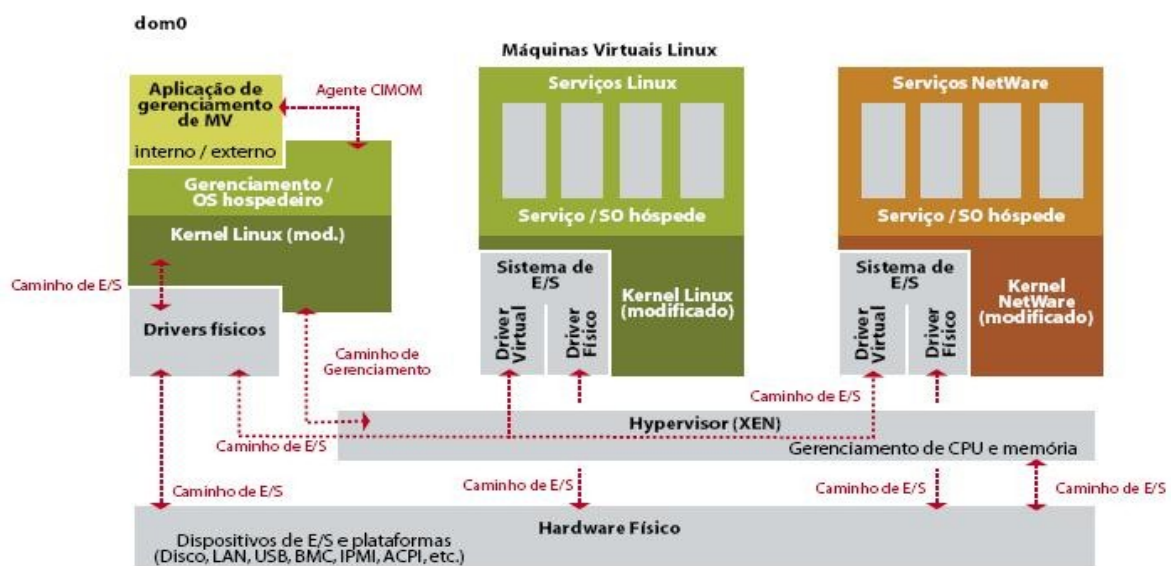 dom0
Aplicação de
gerenciamento
de MV
interno / externo
Agente CIMOM
Gerenciamento /
OS hospedeiro
Kernel Linux (mod.)
Caminho de E/S
Drivers físicos
Caminho de
Gerenciamento
Máquinas Virtuais Linux
Serviços Linux
Serviço / SO hóspede
Sistema de
E/S
Driver
Virtual
Driver
Físico
Kernel Linux
(modificado)
Serviços NetWare
Serviço / SO hóspede
Sistema de
E/S
Driver
Virtual
Driver
Físico
Kernel
NetWare
(modificado)
Caminho de E/S
Hypervisor (XEN)
Caminho de E/S
Gerenciamento de CPU e memória
Caminho de E/S
Caminho de E/S
Caminho de E/S
Caminho de E/S
Hardware Físico
Dispositivos de E/S e plataformas
(Disco, LAN, USB, BMC, IPMI, ACPI, etc.)